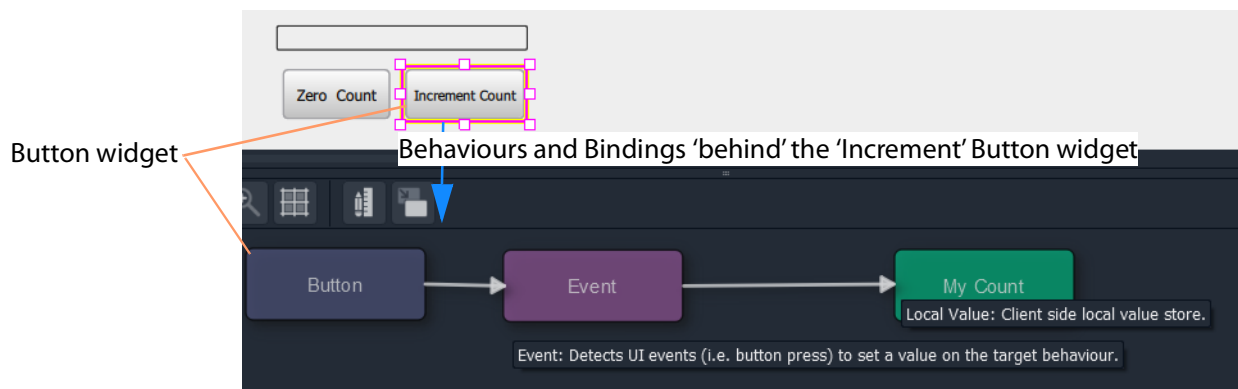 Zero Count
Increment Count
Button widget
Behaviours and Bindings ‘behind’ the ‘Increment’ Button widget
Button
Event
My Count
Local Value: Client side local value store.
Event: Detects UI events (i.e. button press) to set a value on the target behaviour.